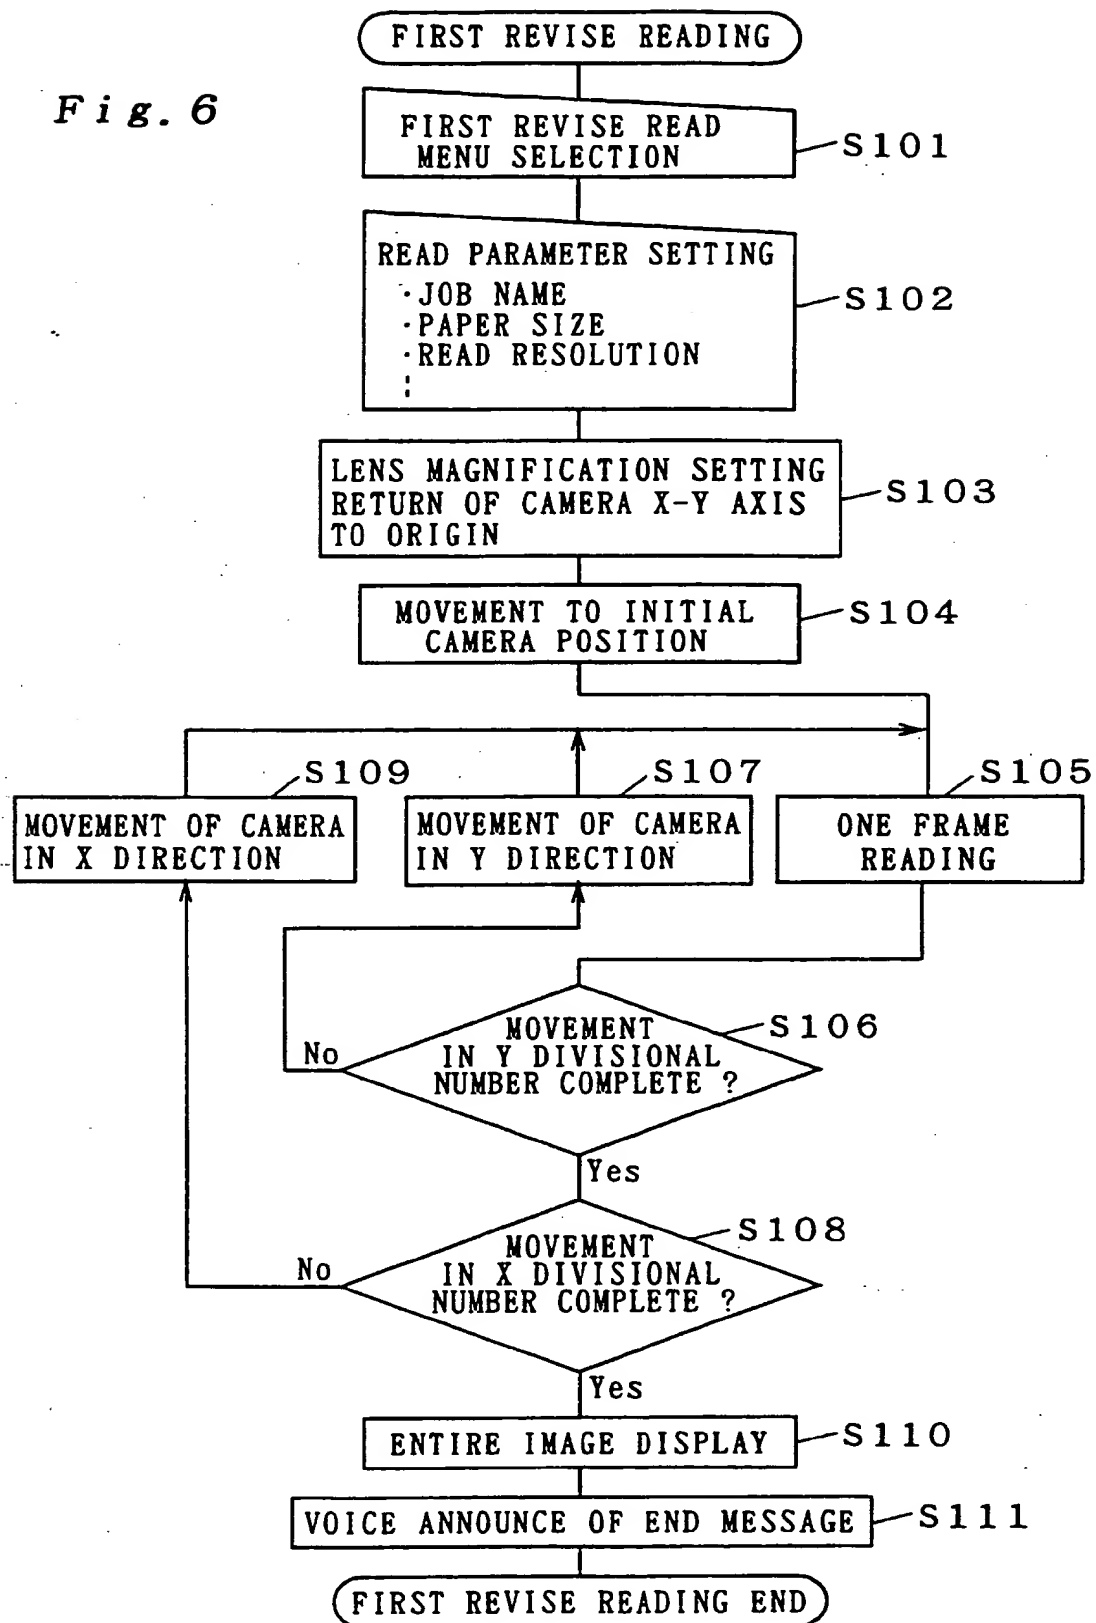 FIRST REVISE READING
Fig. 6
FIRST REVISE READ
MENU SELECTION
S101
READ PARAMETER SETTING
·JOB NAME
·PAPER SIZE
·READ RESOLUTION
S102
LENS MAGNIFICATION SETTING
RETURN OF CAMERA X-Y AXIS
TO ORIGIN
S103
MOVEMENT TO INITIAL
CAMERA POSITION
S104
S109
MOVEMENT OF CAMERA
IN X DIRECTION
S107
MOVEMENT OF CAMERA
IN Y DIRECTION
S105
ONE FRAME
READING
S106
MOVEMENT
IN Y DIVISIONAL
NUMBER COMPLETE ?
No
Yes
S108
MOVEMENT
IN X DIVISIONAL
NUMBER COMPLETE ?
No
Yes
ENTIRE IMAGE DISPLAY
S110
VOICE ANNOUNCE OF END MESSAGE
S111
FIRST REVISE READING END